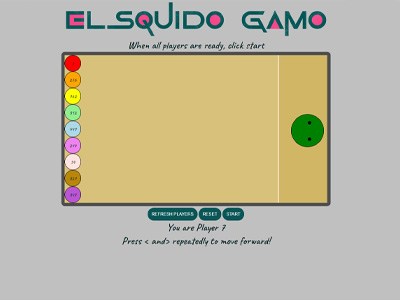 ELSQUIDO GAMO
When all players are ready, click start
REFRESH PLAYERS RESET START
You are Player 7
Press < and> repeatedly to move forward!